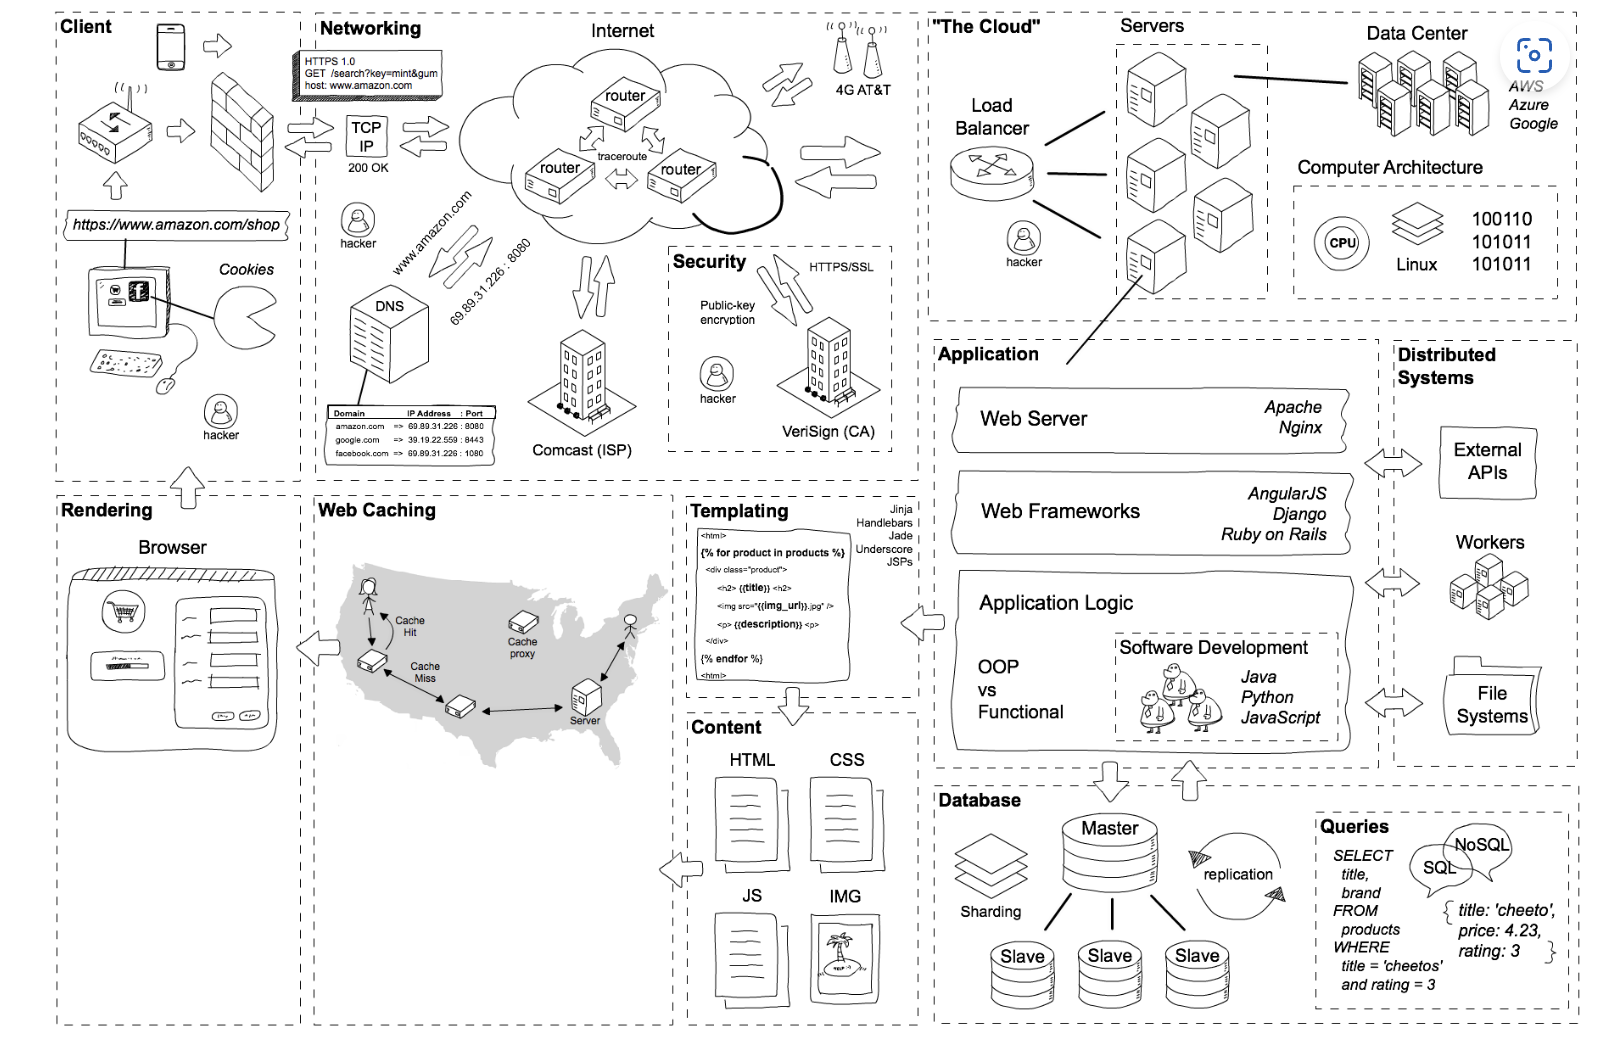 Client
https://www.amazon.com/shop
Cookies
hacker
Networking
HTTPS 1.0
GET /search?key=mint&gum
host: www.amazon.com
TCP
IP
200 OK
Internet
router
router
router
traceroute
4G AT&T
hacker
www.amazon.com
69.89.31.226 : 8080
DNS
Domain IP Address : Port
amazon.com => 69.89.31.226 : 8080
google.com => 39.19.22.559 : 8443
facebook.com => 69.89.31.226 : 1080
Comcast (ISP)
Security
HTTPS/SSL
Public-key
encryption
hacker
VeriSign (CA)
"The Cloud"
Servers
Load
Balancer
hacker
Data Center
AWS
Azure
Google
Computer Architecture
CPU
Linux
100110
101011
101011
Application
Web Server
Apache
Nginx
Web Frameworks
AngularJS
Django
Ruby on Rails
Application Logic
OOP
vs
Functional
Software Development
Java
Python
JavaScript
Distributed
Systems
External
APIs
Workers
File
Systems
Rendering
Browser
Web Caching
Cache
Hit
Cache
Miss
Cache
proxy
Server
Templating
Jinja
Handlebars
Jade
Underscore
JSPs
<html>
{% for product in products %}
<div class="product">
<h2> {{title}} <h2>
<img src="{{img_url}}.jpg" />
<p> {{description}} <p>
</div>
{% endfor %}
<html>
Content
HTML
CSS
JS
IMG
HELP :)
Database
Sharding
Master
Slave
Slave
Slave
replication
Queries
SELECT
title,
brand
FROM
products
WHERE
title = 'cheetos'
and rating = 3
SQL
NoSQL
{ title: 'cheeto',
price: 4.23,
rating: 3 }